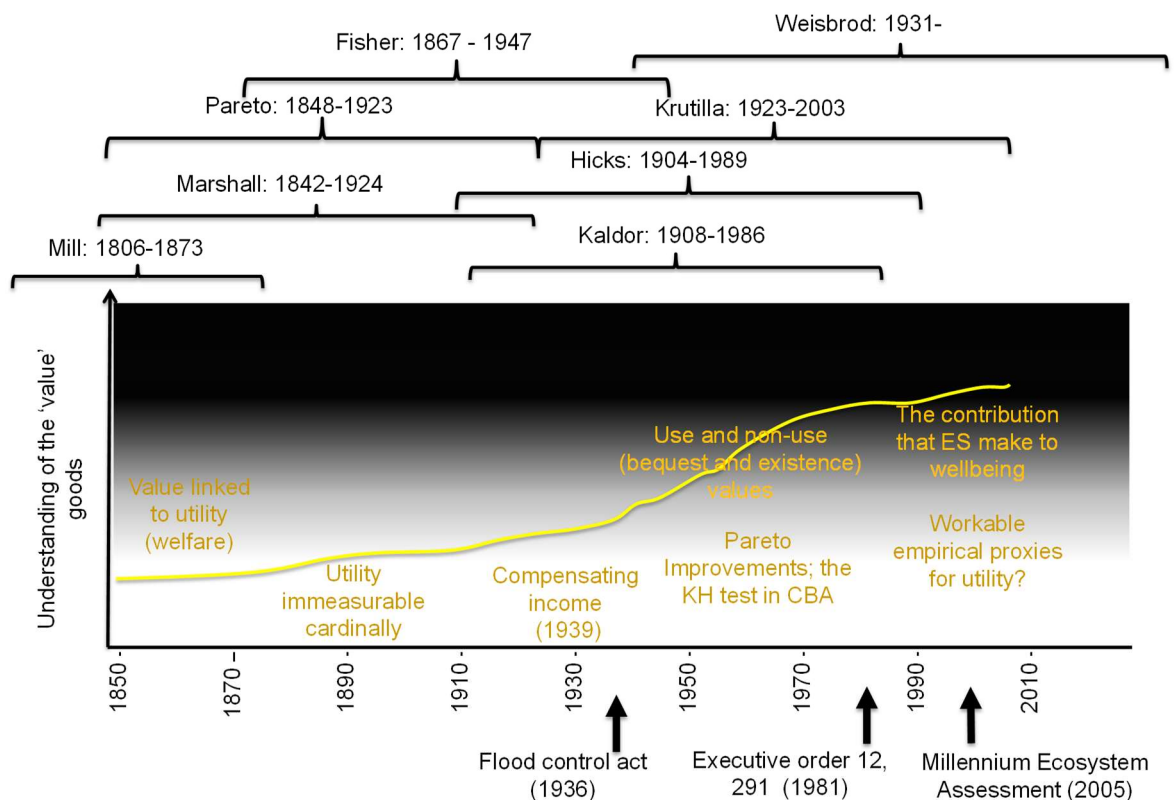 Weisbrod: 1931-
Fisher: 1867 - 1947
Pareto: 1848-1923
Krutilla: 1923-2003
Hicks: 1904-1989
Marshall: 1842-1924
Kaldor: 1908-1986
Mill: 1806-1873
Understanding of the ‘value’
goods
Value linked
to utility
(welfare)
Utility
immeasurable
cardinally
Compensating
income
(1939)
Use and non-use
(bequest and existence)
values
Pareto
Improvements; the
KH test in CBA
The contribution
that ES make to
wellbeing
Workable
empirical proxies
for utility?
1850
1870
1890
1910
1930
1950
1970
1990
2010
Flood control act
(1936)
Executive order 12,
291 (1981)
Millennium Ecosystem
Assessment (2005)